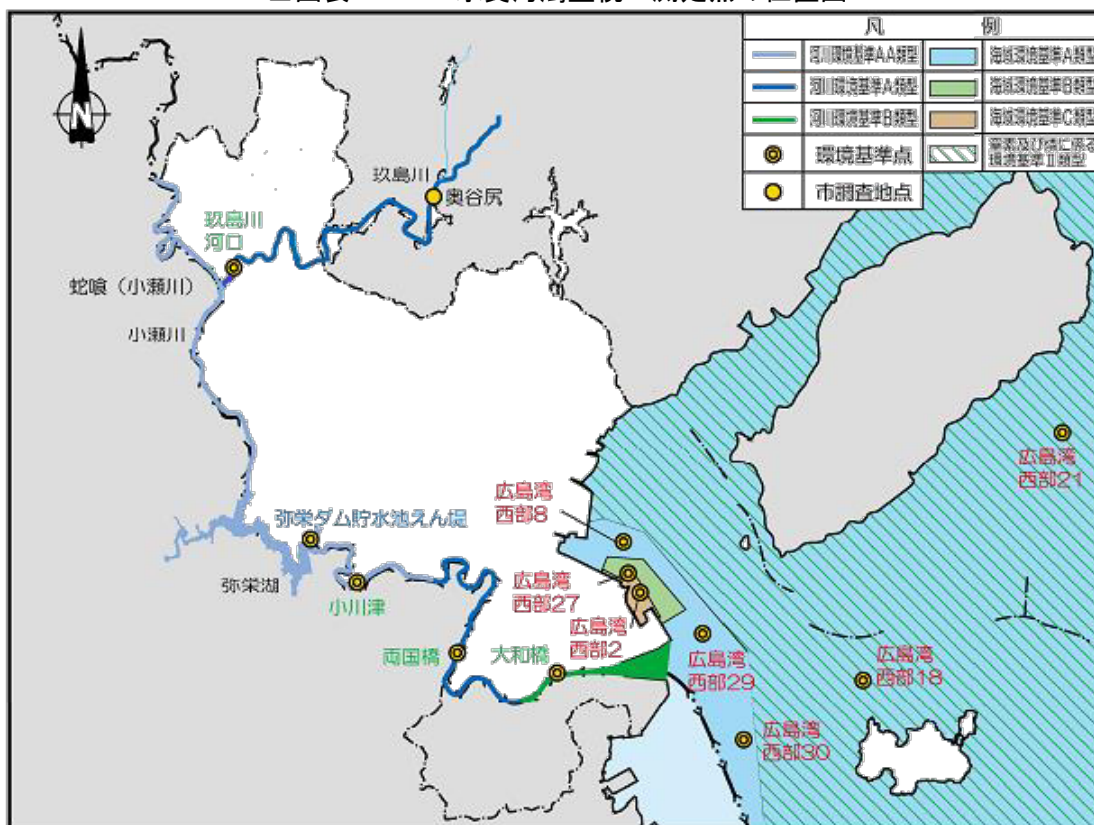 凡 例
河川環境基準AA類型
海域環境基準A類型
河川環境基準A類型
海域環境基準B類型
河川環境基準B類型
海域環境基準C類型
環境基準点
窒素及び燐に係る
環境基準Ⅱ類型
市調査地点
N
玖島川
奥谷尻
玖島川
河口
蛇喰（小瀬川）
小瀬川
広島湾
西部21
広島湾
西部8
弥栄ダム貯水池えん堤
弥栄湖
小川津
広島湾
西部27
広島湾
西部2
両国橋
大和橋
広島湾
西部29
広島湾
西部18
広島湾
西部30